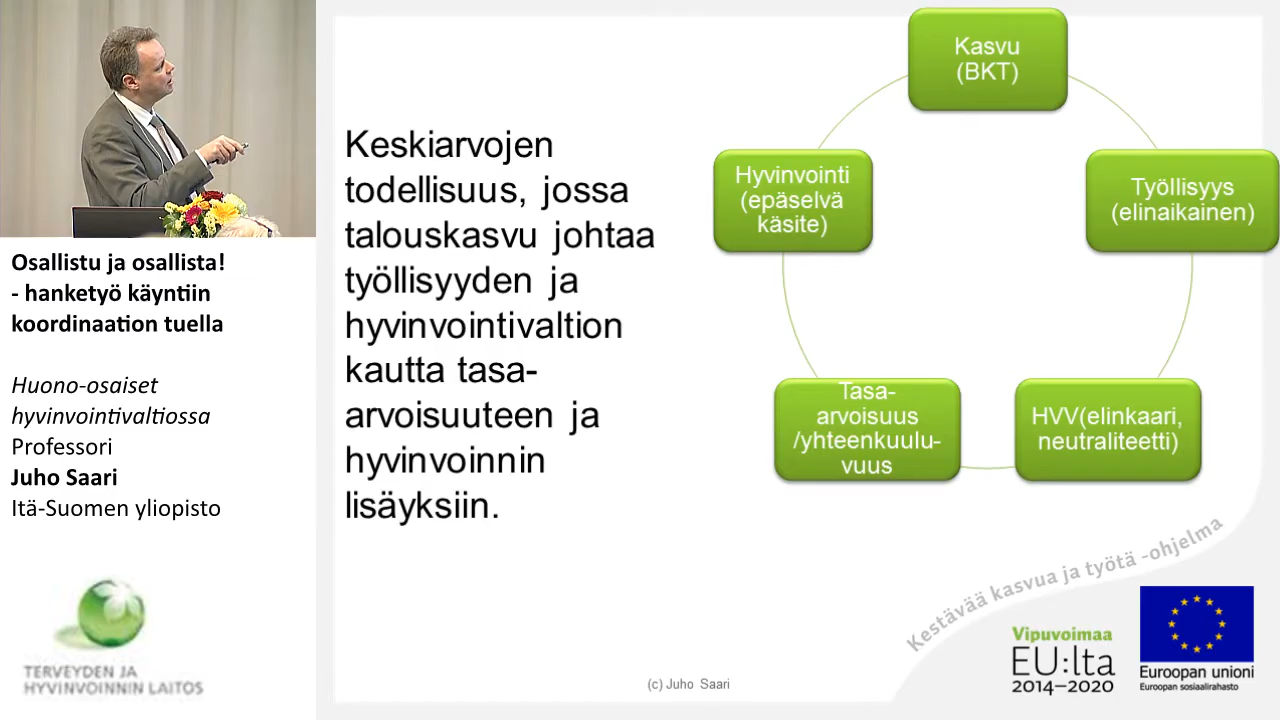 Osallistu ja osallista!
- hanketyö käyntiin
koordinaation tuella
Huono-osaiset
hyvinvointivaltiossa
Professori
Juho Saari
Itä-Suomen yliopisto
TERVEYDEN JA
HYVINVOINNIN LAITOS
Keskiarvojen
todellisuus, jossa
talouskasvu johtaa
työllisyyden ja
hyvinvointivaltion
kautta tasa-
arvoisuuteen ja
hyvinvoinnin
lisäyksiin.
Kasvu
(BKT)
Työllisyys
(elinaikainen)
HVV(elinkaari,
neutraliteetti)
Tasa-
arvoisuus
/yhteenkuulu-
vuus
Hyvinvointi
(epäselvä
käsite)
(c) Juho Saari
Kestävää kasvua ja työtä -ohjelma
Vipuvoimaa
EU:lta
2014–2020
Euroopan unioni
Euroopan sosiaalirahasto